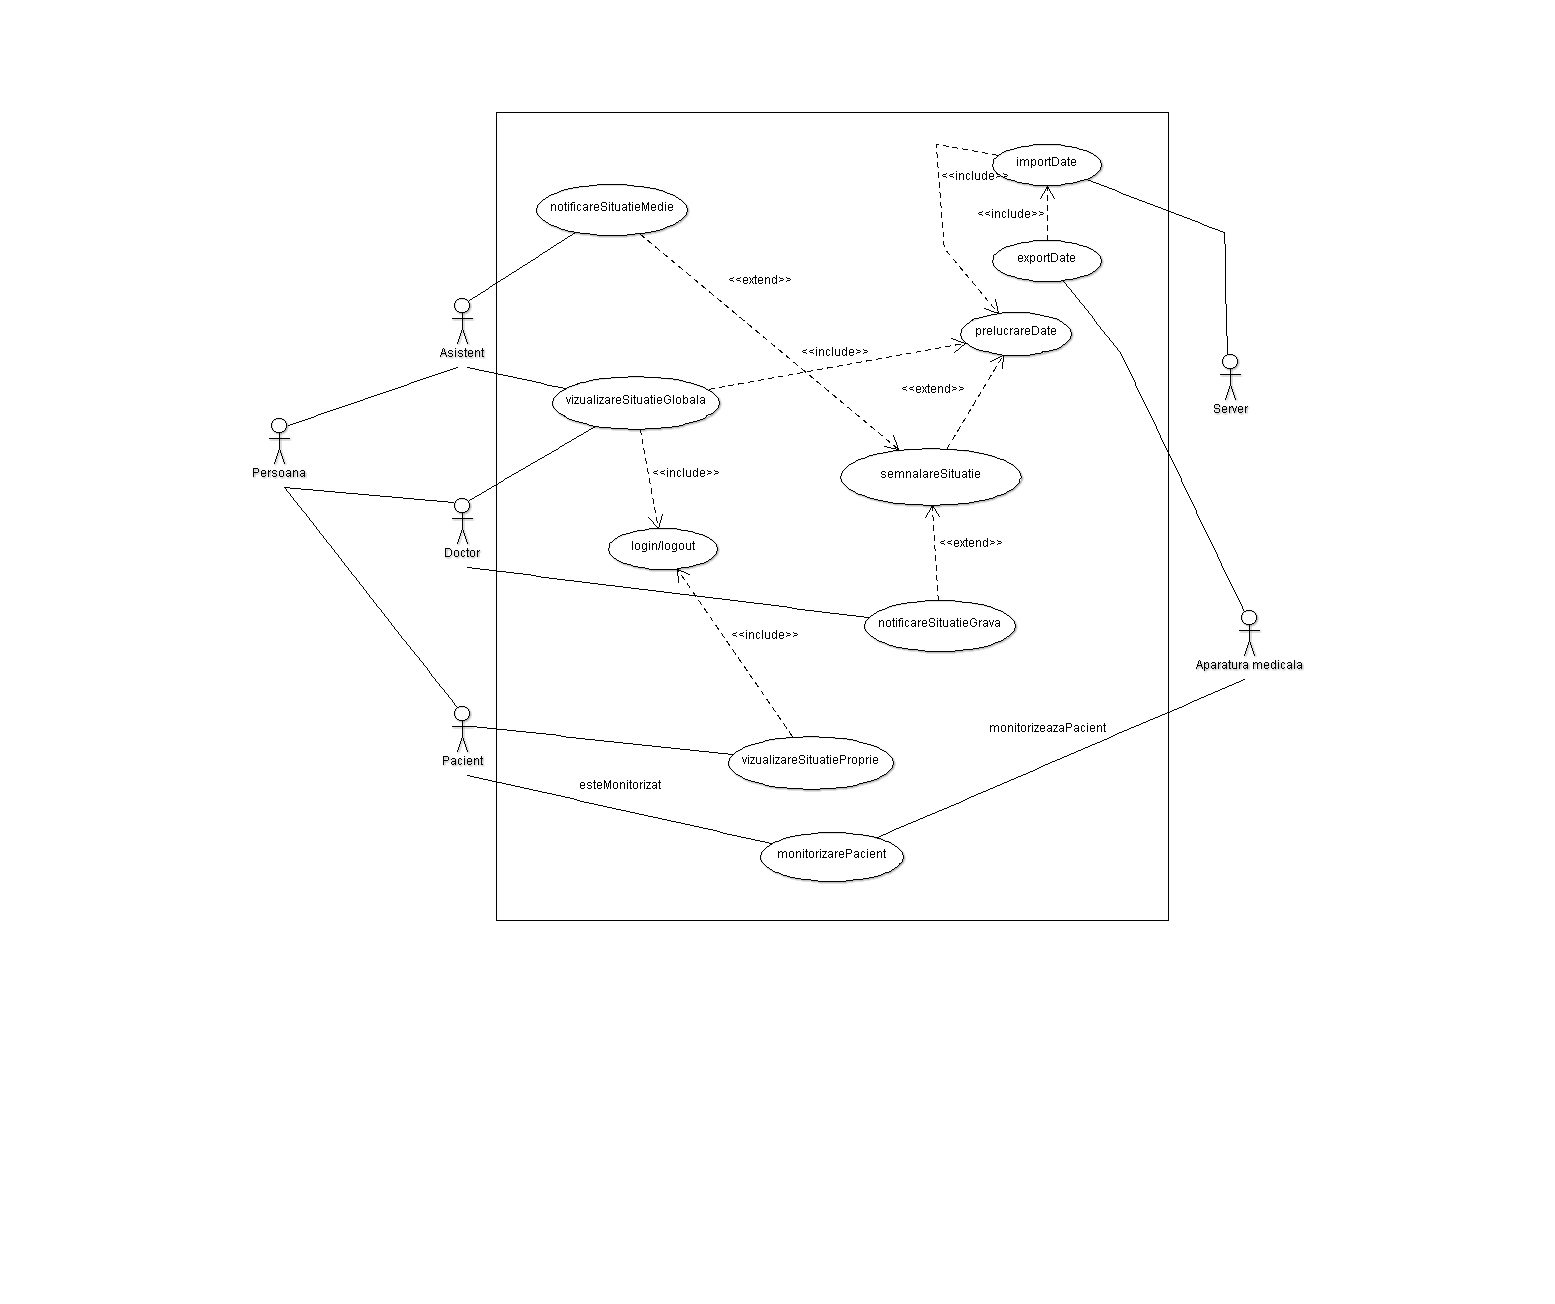 importDate
<<include>>
notificareSituatieMedie
<<include>>
exportDate
<<extend>>
prelucrareDate
Asistent
<<include>>
<<extend>>
vizualizareSituatieGlobala
Server
Persoana
<<include>>
semnalareSituatie
login/logout
<<extend>>
Doctor
notificareSituatieGrava
<<include>>
Aparatura medicala
monitorizeazaPacient
Pacient
vizualizareSituatieProprie
esteMonitorizat
monitorizarePacient